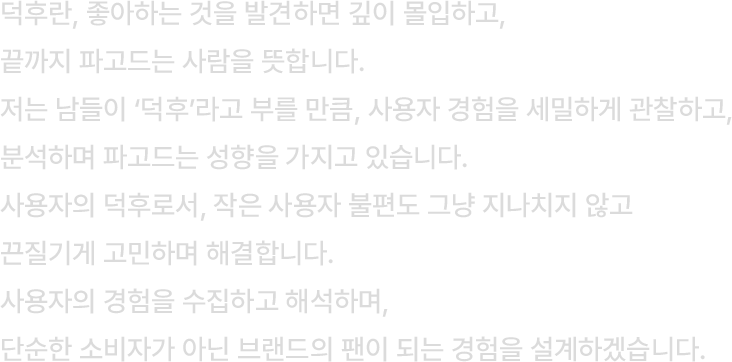 덕후란, 좋아하는 것을 발견하면 깊이 몰입하고,
끝까지 파고드는 사람을 뜻합니다.
저는 남들이 ‘덕후’라고 부를 만큼, 사용자 경험을 세밀하게 관찰하고,
분석하며 파고드는 성향을 가지고 있습니다.
사용자의 덕후로서, 작은 사용자 불편도 그냥 지나치지 않고
끈질기게 고민하며 해결합니다.
사용자의 경험을 수집하고 해석하며,
단순한 소비자가 아닌 브랜드의 팬이 되는 경험을 설계하겠습니다.